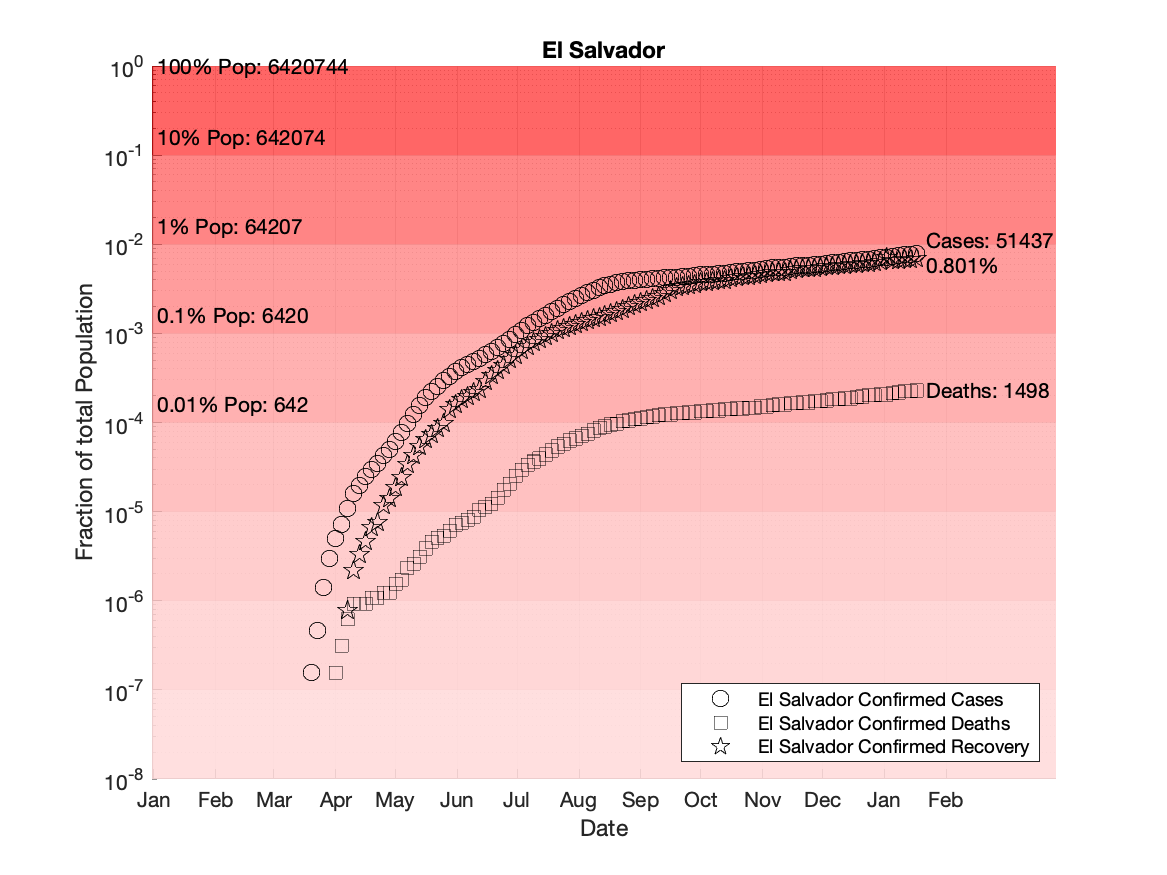 El Salvador
10^0
100% Pop: 6420744
10% Pop: 642074
10^-1
1% Pop: 64207
10^-2
Cases: 51437
0.801%
0.1% Pop: 6420
10^-3
0.01% Pop: 642
Deaths: 1498
10^-4
10^-5
10^-6
10^-7
10^-8
Fraction of total Population
El Salvador Confirmed Cases
El Salvador Confirmed Deaths
El Salvador Confirmed Recovery
Jan Feb Mar Apr May Jun Jul Aug Sep Oct Nov Dec Jan Feb
Date